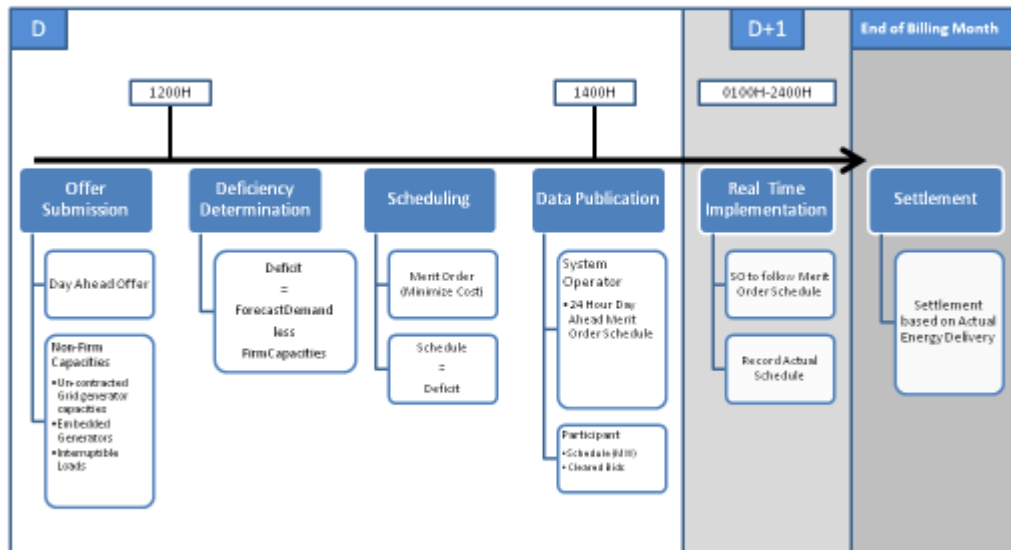 D
D+1
End of Billing Month
1200H
1400H
0100H-2400H
Offer
Submission
Deficiency
Determination
Scheduling
Data Publication
Real Time
Implementation
Settlement
Day Ahead Offer
Non-Firm
Capacities
•Un-contracted
Grid generator
capacities
•Embedded
Generators
•Interruptible
Loads
Deficit
=
ForecastDemand
less
FirmCapacities
Merit Order
(Minimize Cost)
Schedule
=
Deficit
System
Operator
•24 Hour Day
Ahead Merit
Order Schedule
Participant
•Schedule (MW)
•Cleared Bids
SO to follow Merit
Order Schedule
Record Actual
Schedule
Settlement
based on Actual
Energy Delivery